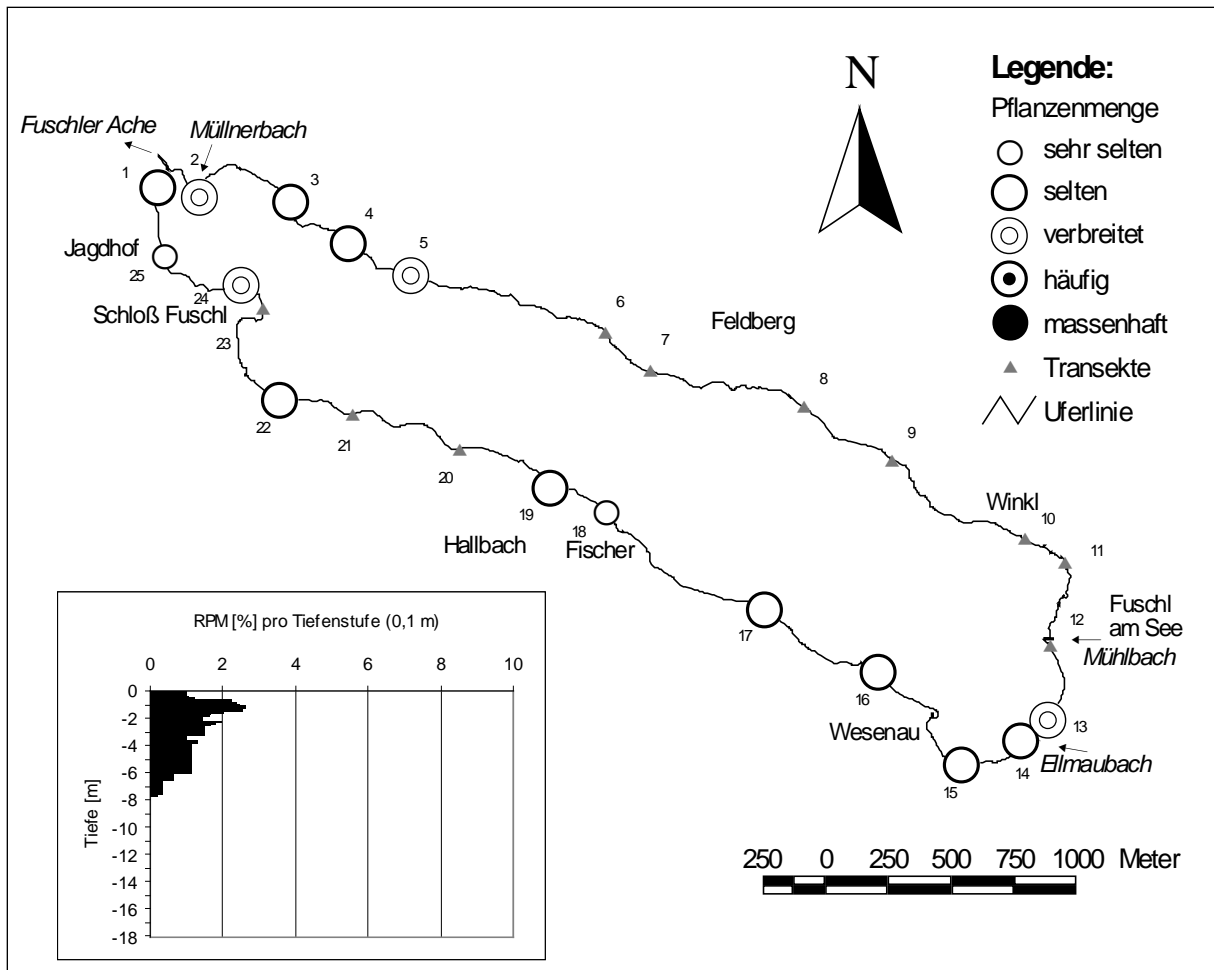 Legende:
Pflanzenmenge
sehr selten
selten
verbreitet
häufig
massenhaft
Transekte
Uferlinie
N
Fuschler Ache
Müllnerbach
1
2
3
4
5
6
7
Feldberg
8
9
Winkl
10
11
12
Fuschl
am See
Mühlbach
13
Ellmaubach
14
15
Wesenau
16
17
18
Fischer
19
Hallbach
20
21
22
23
Schloß Fuschl
24
25
Jagdhof
RPM [%] pro Tiefenstufe (0,1 m)
0 2 4 6 8 10
Tiefe [m]
0
-2
-4
-6
-8
-10
-12
-14
-16
-18
250 0 250 500 750 1000 Meter